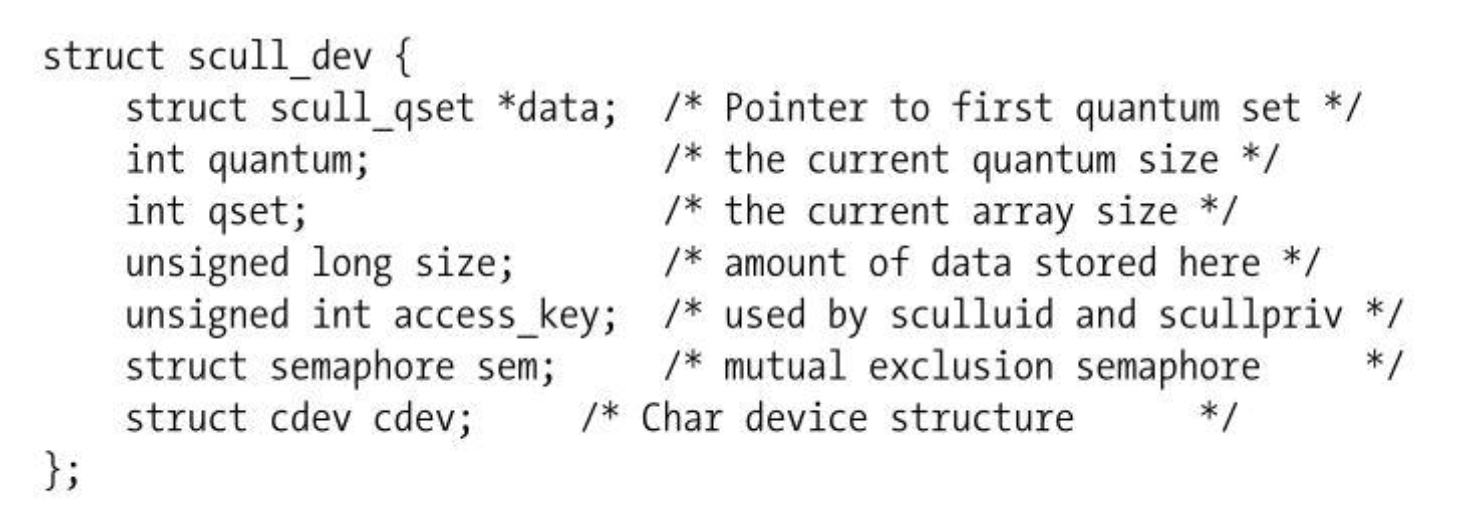 struct scull_dev {
    struct scull_qset *data;  /* Pointer to first quantum set */
    int quantum;              /* the current quantum size */
    int qset;                 /* the current array size */
    unsigned long size;       /* amount of data stored here */
    unsigned int access_key;  /* used by sculluid and scullpriv */
    struct semaphore sem;     /* mutual exclusion semaphore     */
    struct cdev cdev;     /* Char device structure      */
};